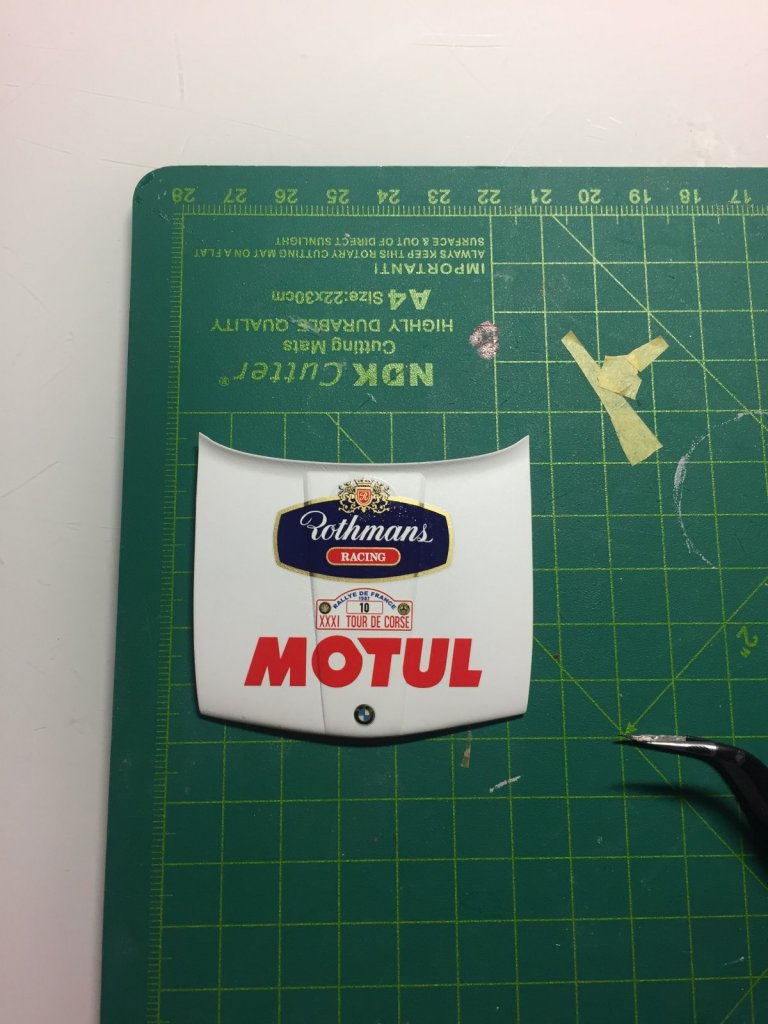 28 27 26 25 24 23 22 21 20 19 18 17
NDK Cutter®
Cutting Mats
HIGHLY DURABLE QUALITY
A4 Size:22x30cm
IMPORTANT!
ALWAYS KEEP THIS ROTARY CUTTING MAT ON A FLAT
SURFACE & OUT OF DIRECT SUNLIGHT
R
Rothmans
RACING
RALLYE DE FRANCE
1987
10
XXXI TOUR DE CORSE
MOTUL
2"